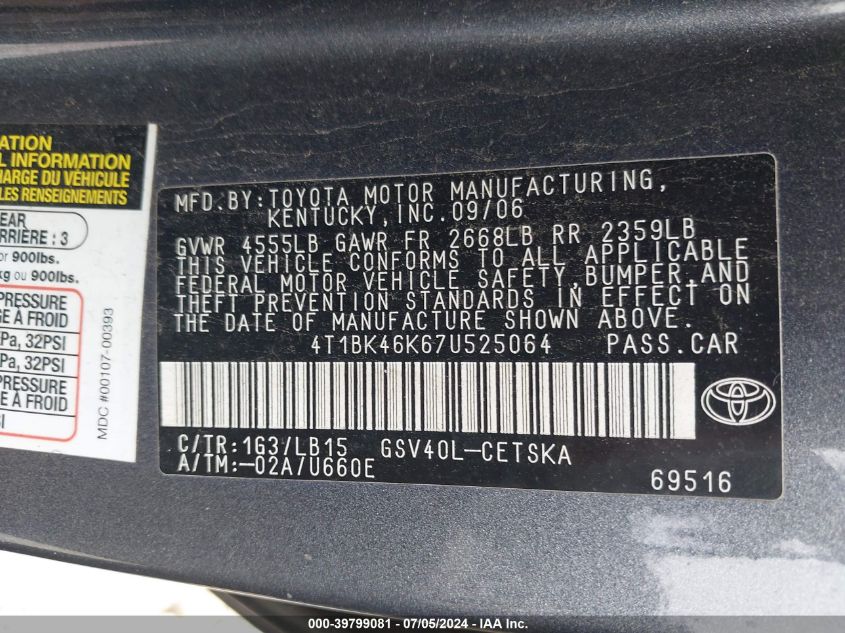 ATION
L INFORMATION
HARGE DU VÉHICULE
LES RENSEIGNEMENTS
EAR
ARRIÈRE : 3
or 900lbs.
kg ou 900lbs.
PRESSURE
GE À FROID
Pa, 32PSI
Pa, 32PSI
PRESSURE
E À FROID
SI
MDC #00107-00393
MFD.BY:TOYOTA MOTOR MANUFACTURING,
KENTUCKY,INC.09/06
GVWR 4555LB GAWR FR 2668LB RR 2359LB
THIS VEHICLE CONFORMS TO ALL APPLICABLE
FEDERAL MOTOR VEHICLE SAFETY,BUMPER,AND
THEFT PREVENTION STANDARDS IN EFFECT ON
THE DATE OF MANUFACTURE SHOWN ABOVE.
4T1BK46K67U525064 PASS.CAR
C/TR:1G3/LB15 GSV40L-CETSKA
A/TM:-02A/U660E
69516
000-39799081 - 07/05/2024 - IAA Inc.